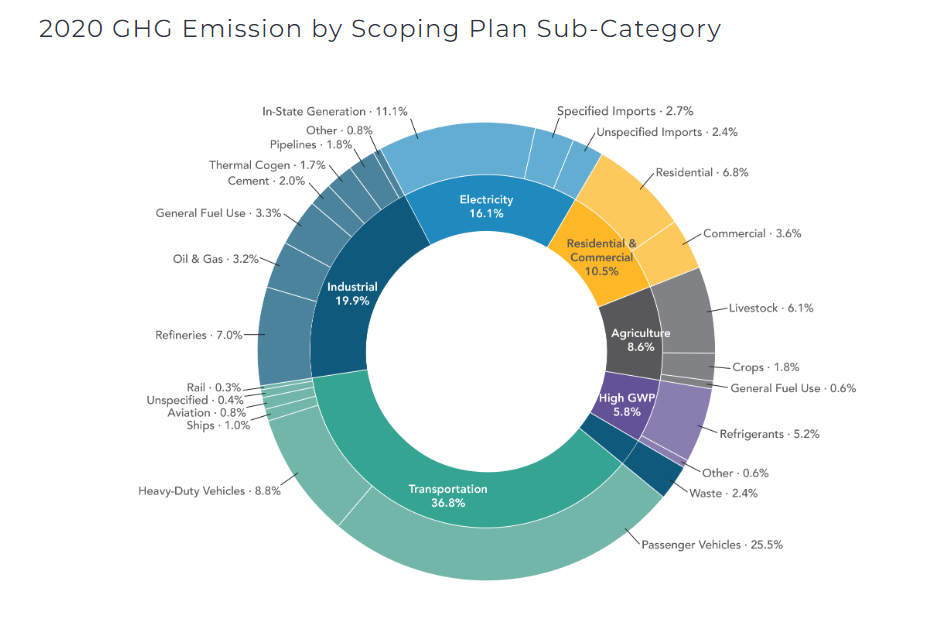 2020 GHG Emission by Scoping Plan Sub-Category
In-State Generation · 11.1%
Specified Imports · 2.7%
Other · 0.8%
Unspecified Imports · 2.4%
Pipelines · 1.8%
Thermal Cogen · 1.7%
Residential · 6.8%
Cement · 2.0%
Electricity
16.1%
General Fuel Use · 3.3%
Commercial · 3.6%
Residential &
Commercial
10.5%
Oil & Gas · 3.2%
Industrial
19.9%
Livestock · 6.1%
Refineries · 7.0%
Agriculture
8.6%
Crops · 1.8%
Rail · 0.3%
General Fuel Use · 0.6%
Unspecified · 0.4%
High GWP
5.8%
Aviation · 0.8%
Ships · 1.0%
Refrigerants · 5.2%
Other · 0.6%
Heavy-Duty Vehicles · 8.8%
Transportation
36.8%
Waste · 2.4%
Passenger Vehicles · 25.5%